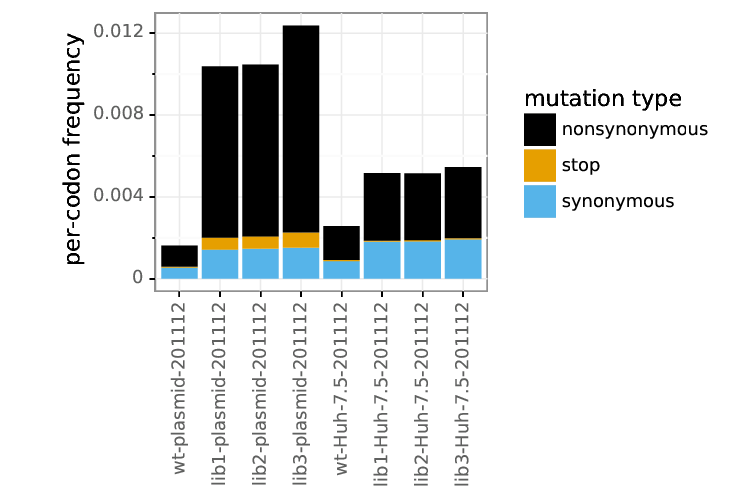 per-codon frequency
0.012
0.008
0.004
0
wt-plasmid-201112
lib1-plasmid-201112
lib2-plasmid-201112
lib3-plasmid-201112
wt-Huh-7.5-201112
lib1-Huh-7.5-201112
lib2-Huh-7.5-201112
lib3-Huh-7.5-201112
mutation type
nonsynonymous
stop
synonymous